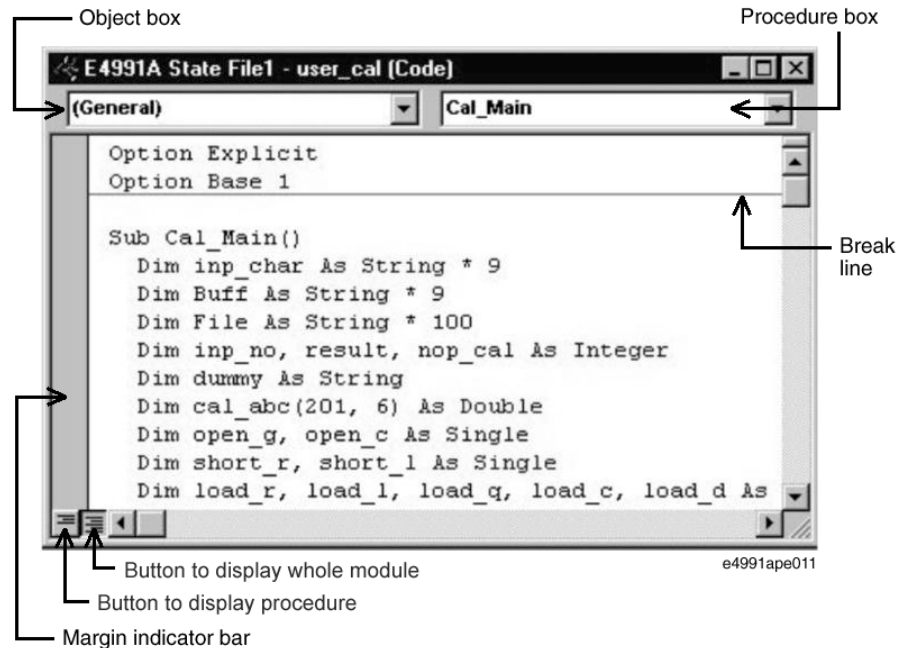 Object box
Procedure box
E4991A State File1 - user_cal (Code)
(General)
Cal_Main
Option Explicit
Option Base 1
Sub Cal_Main()
Dim inp_char As String * 9
Dim Buff As String * 9
Dim File As String * 100
Dim inp_no, result, nop_cal As Integer
Dim dummy As String
Dim cal_abc(201, 6) As Double
Dim open_g, open_c As Single
Dim short_r, short_l As Single
Dim load_r, load_l, load_q, load_c, load_d As
Break
line
e4991ape011
Button to display whole module
Button to display procedure
Margin indicator bar